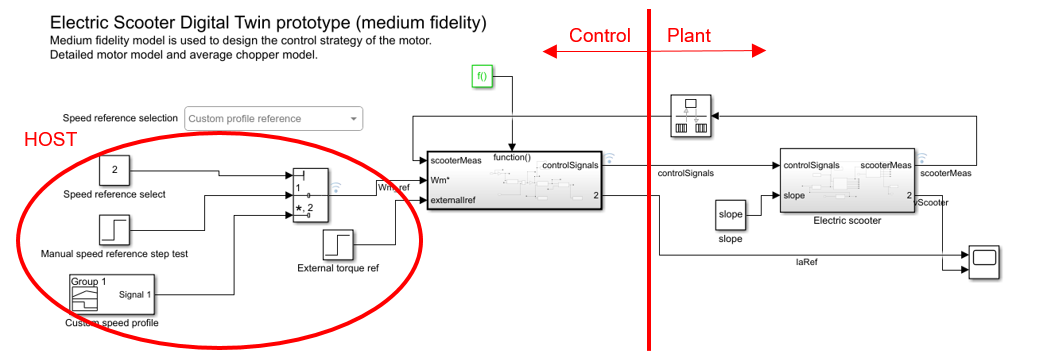 Electric Scooter Digital Twin prototype (medium fidelity)
Medium fidelity model is used to design the control strategy of the motor.
Detailed motor model and average chopper model.
Control
Plant
f()
Speed reference selection
Custom profile reference
HOST
2
Speed reference select
1
*, 2
Manual speed reference step test
Group 1
Signal 1
Custom speed profile
External torque ref
Wm_ref
function()
scooterMeas
Wm*
externalIref
controlSignals
2
controlSignals
slope
slope
controlSignals
slope
scooterMeas
2
Electric scooter
scooterMeas
vScooter
IaRef